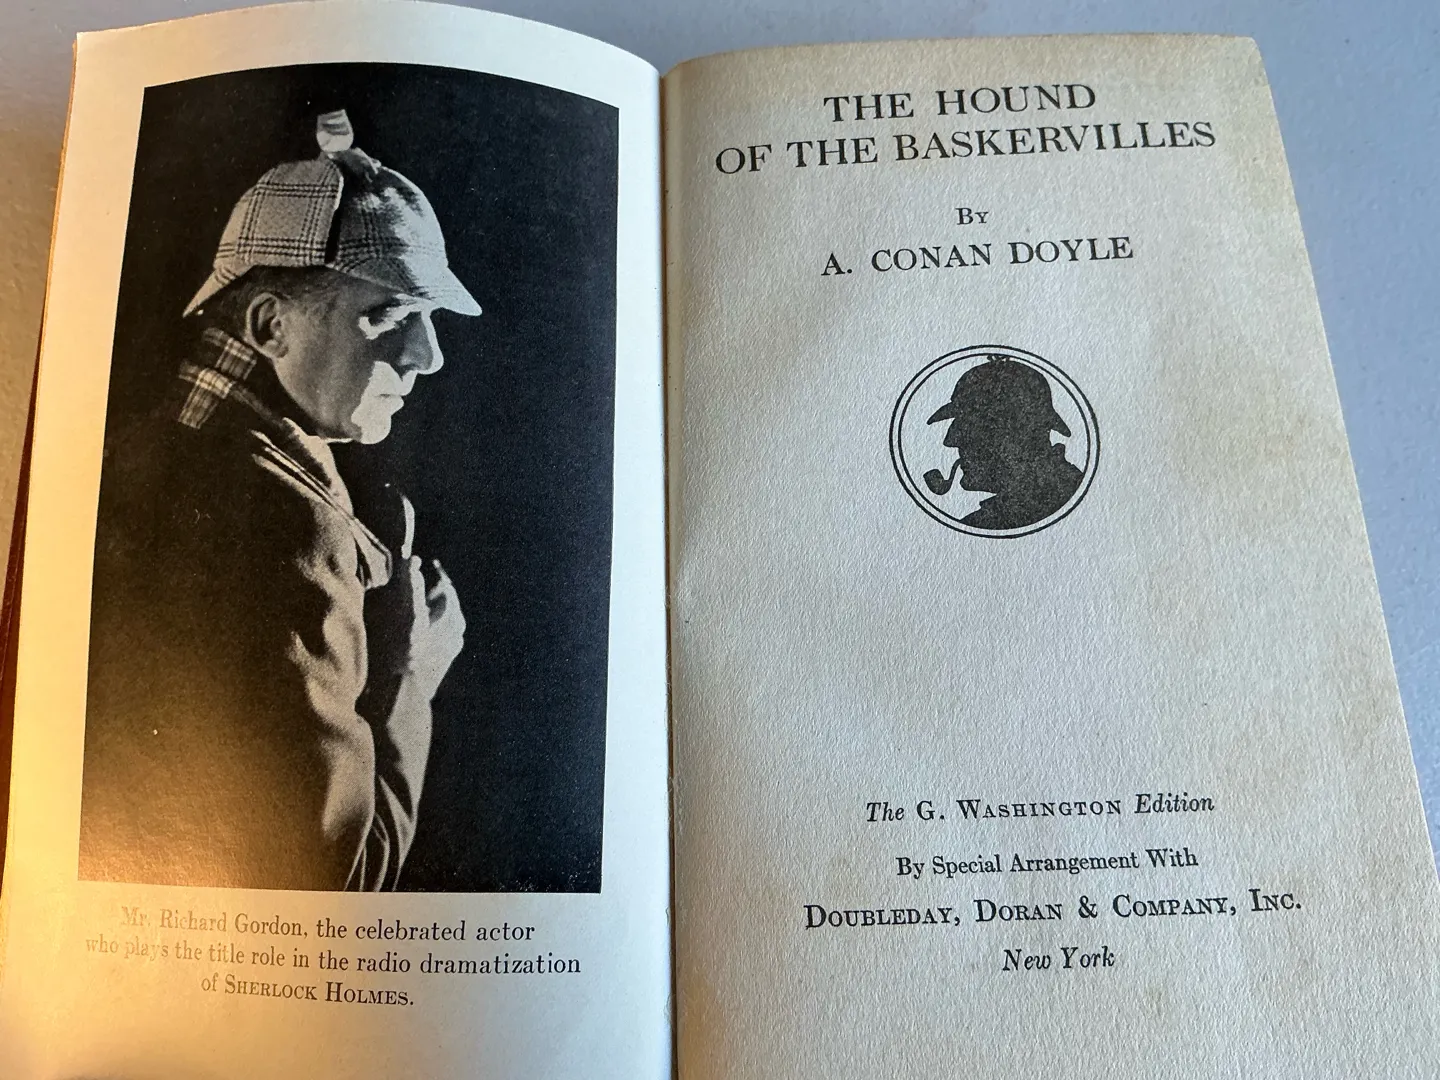 Mr. Richard Gordon, the celebrated actor
who plays the title role in the radio dramatization
of SHERLOCK HOLMES.
THE HOUND
OF THE BASKERVILLES
BY
A. CONAN DOYLE
The G. WASHINGTON Edition
By Special Arrangement With
DOUBLEDAY, DORAN & COMPANY, INC.
New York